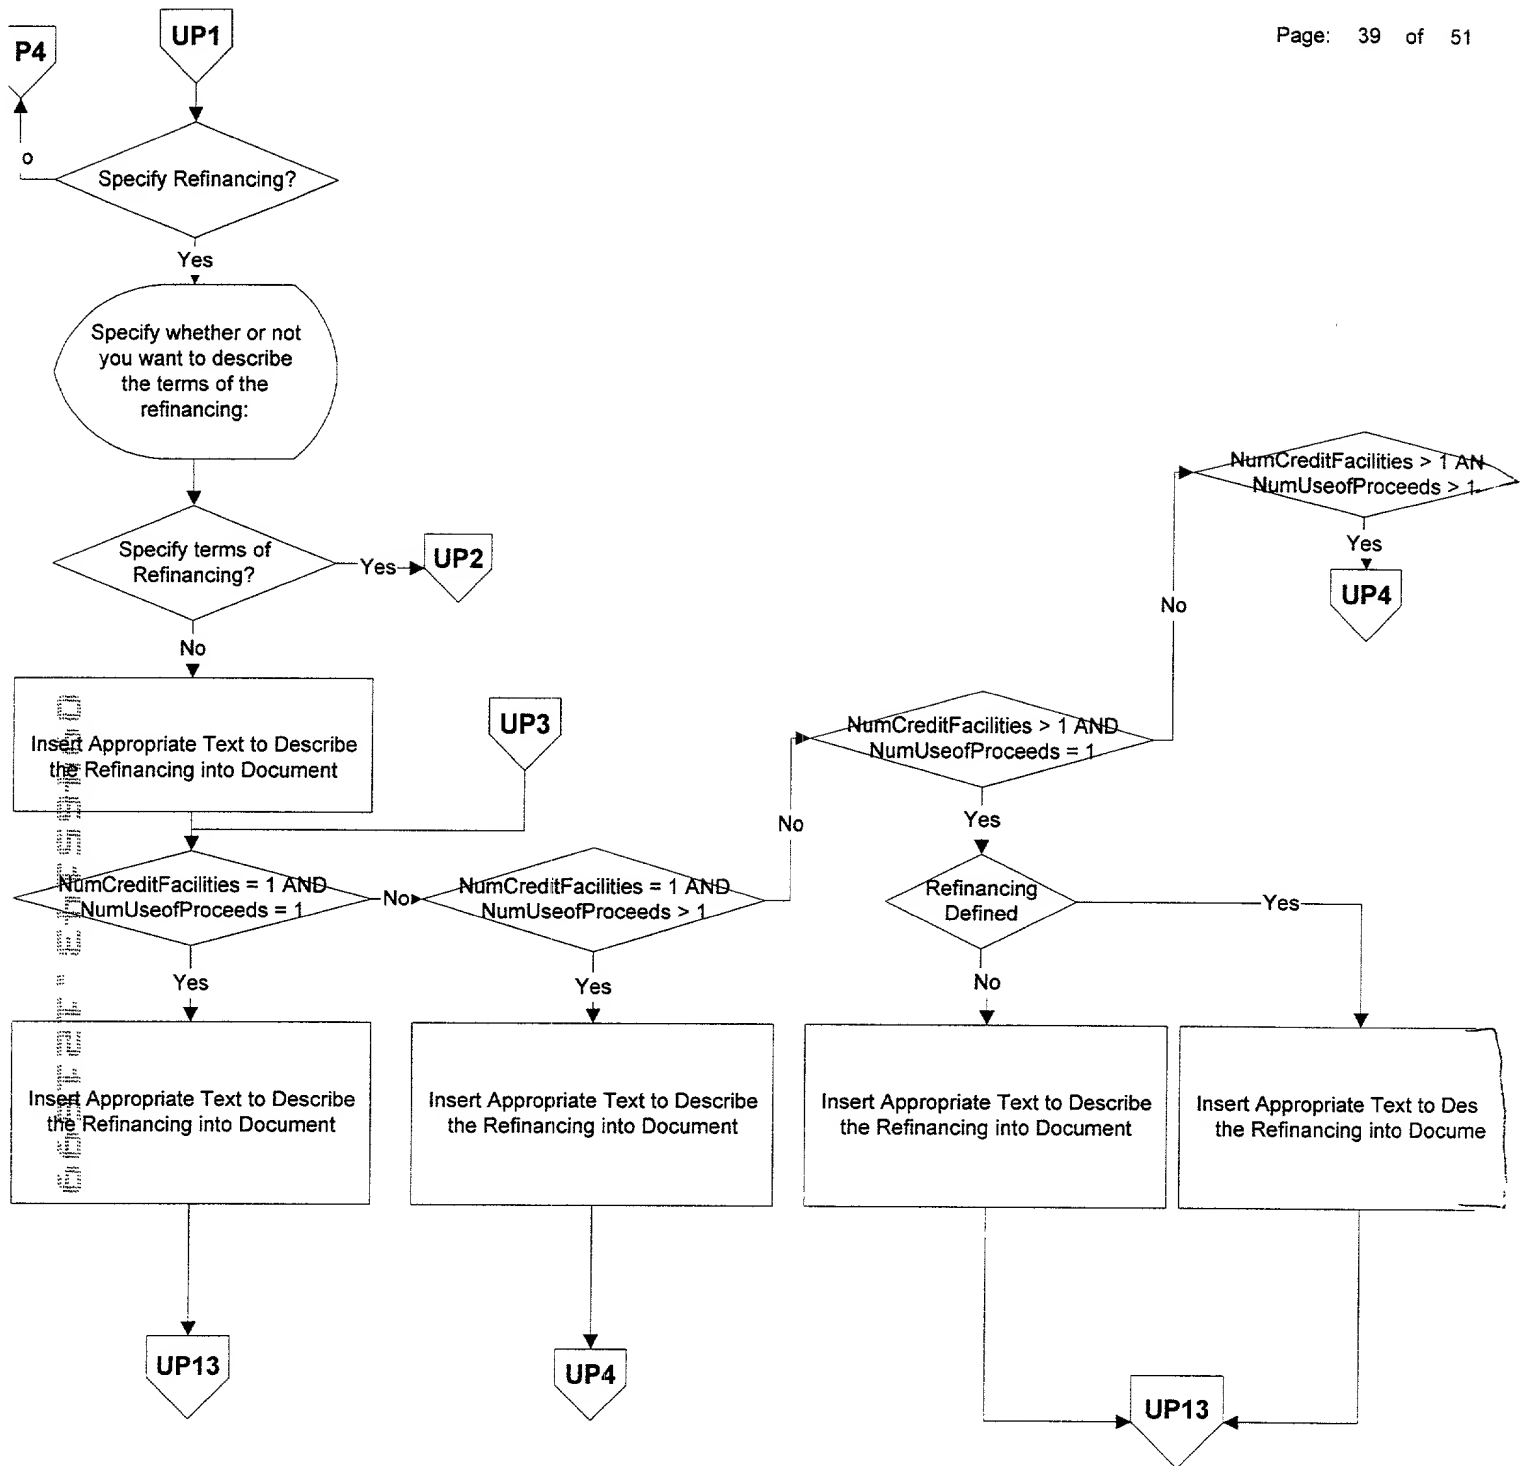 Page: 39 of 51
P4
UP1
o
Specify Refinancing?
Yes
Specify whether or not
you want to describe
the terms of the
refinancing:
Specify terms of
Refinancing?
Yes
UP2
No
Insert Appropriate Text to Describe
the Refinancing into Document
UP3
NumCreditFacilities = 1 AND
NumUseofProceeds = 1
No
NumCreditFacilities = 1 AND
NumUseofProceeds > 1
No
NumCreditFacilities > 1 AND
NumUseofProceeds = 1
No
NumCreditFacilities > 1 AN
NumUseofProceeds > 1
Yes
UP4
Yes
Refinancing
Defined
Yes
No
Yes
Yes
Insert Appropriate Text to Describe
the Refinancing into Document
Insert Appropriate Text to Describe
the Refinancing into Document
Insert Appropriate Text to Describe
the Refinancing into Document
Insert Appropriate Text to Des
the Refinancing into Docume
UP13
UP4
UP13